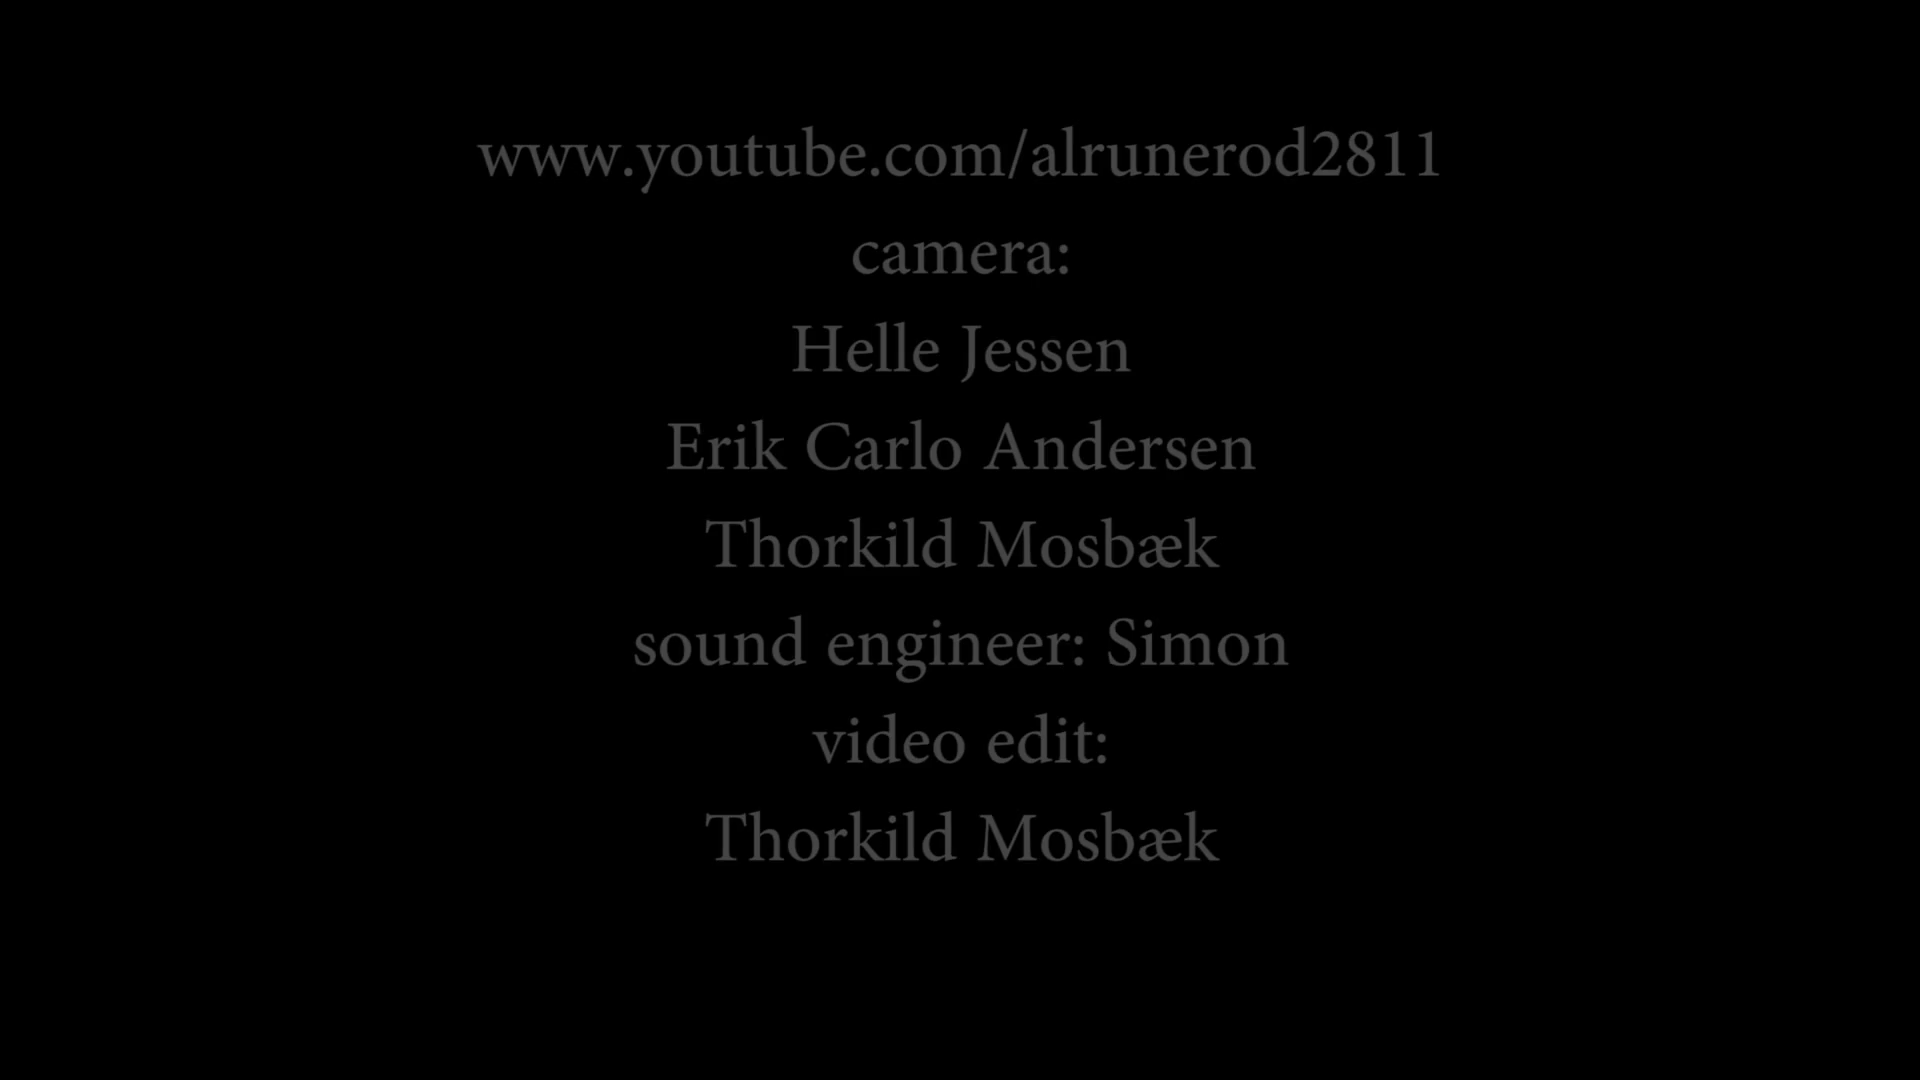 www.youtube.com/alrunerod2811
camera:
Helle Jessen
Erik Carlo Andersen
Thorkild Mosbæk
sound engineer: Simon
video edit:
Thorkild Mosbæk